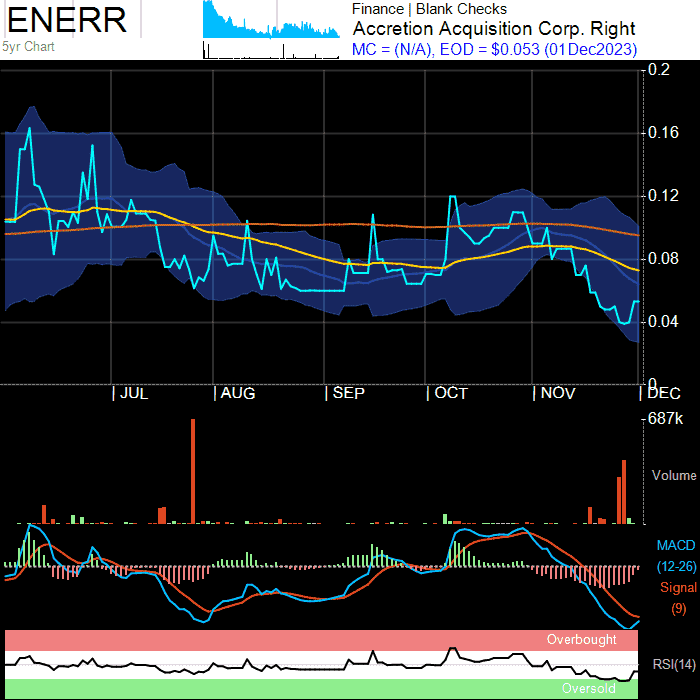 ENERR
5yr Chart
Finance | Blank Checks
Accretion Acquisition Corp. Right
MC = (N/A), EOD = $0.053 (01Dec2023)
0.2
0.16
0.12
0.08
0.04
0
JUL AUG SEP OCT NOV DEC
687k
Volume
MACD
(12-26)
Signal
(9)
Overbought
RSI(14)
Oversold